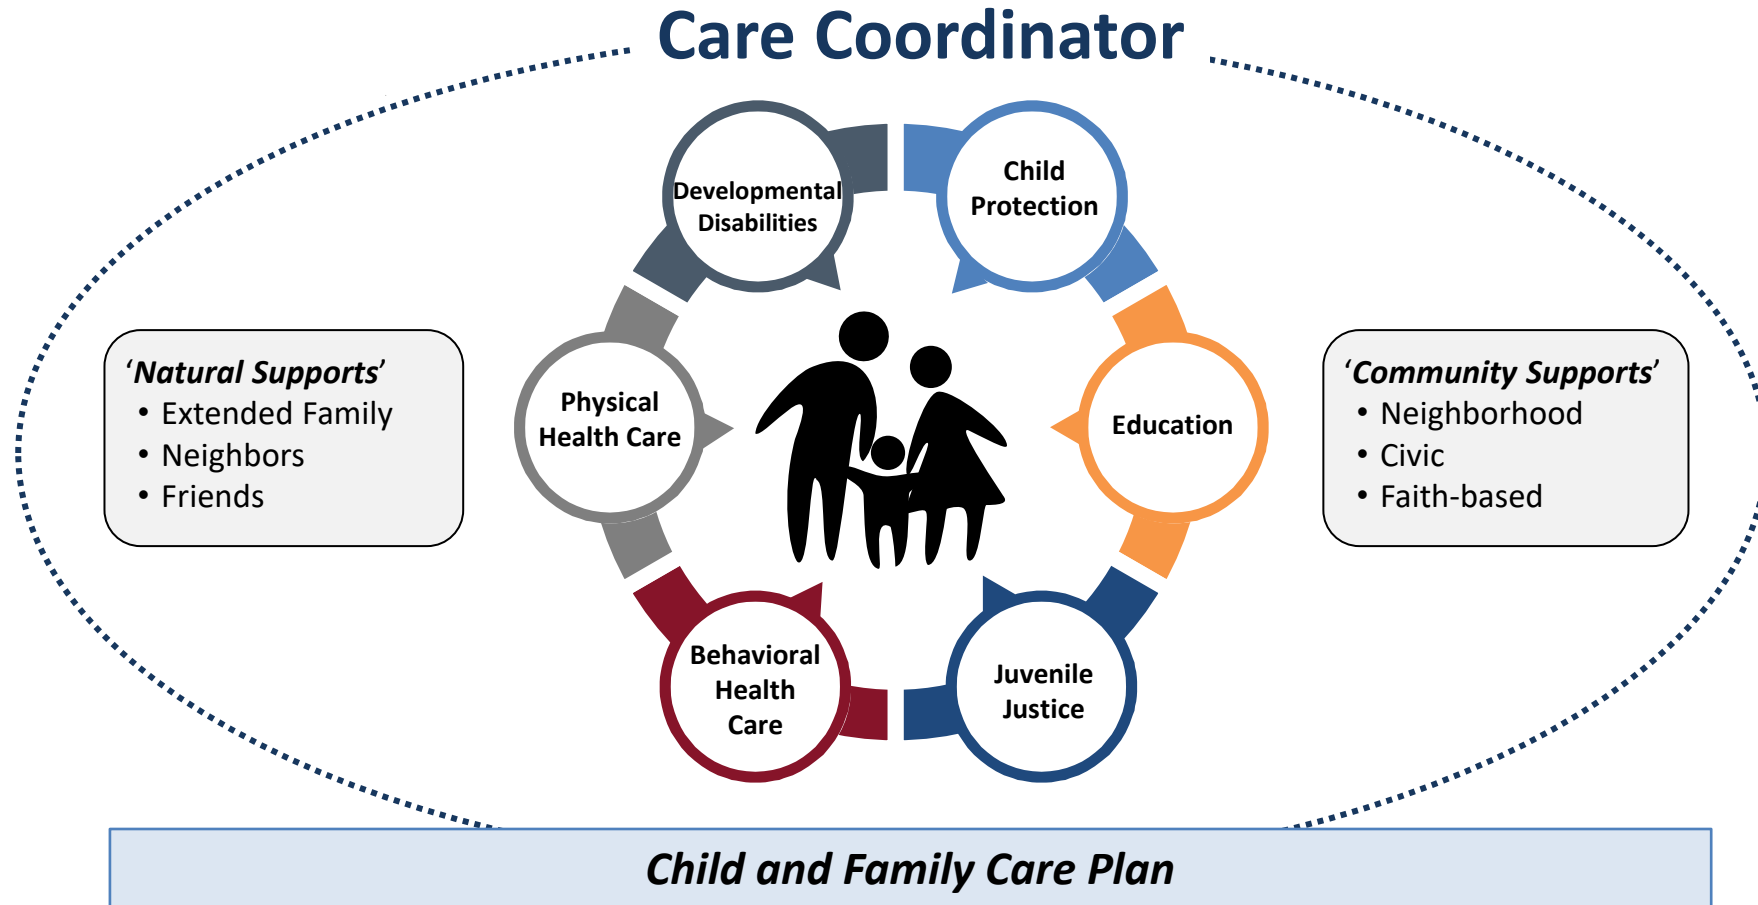 Care Coordinator
Developmental
Disabilities
Child
Protection
Physical
Health Care
Education
Behavioral
Health
Care
Juvenile
Justice
‘Natural Supports’
• Extended Family
• Neighbors
• Friends
‘Community Supports’
• Neighborhood
• Civic
• Faith-based
Child and Family Care Plan